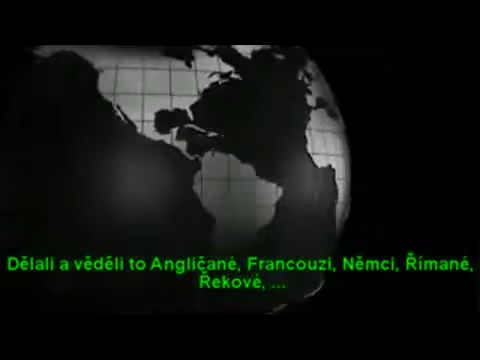 Dělali a věděli to Angličané, Francouzi, Němci, Římané,
Řekové, ...